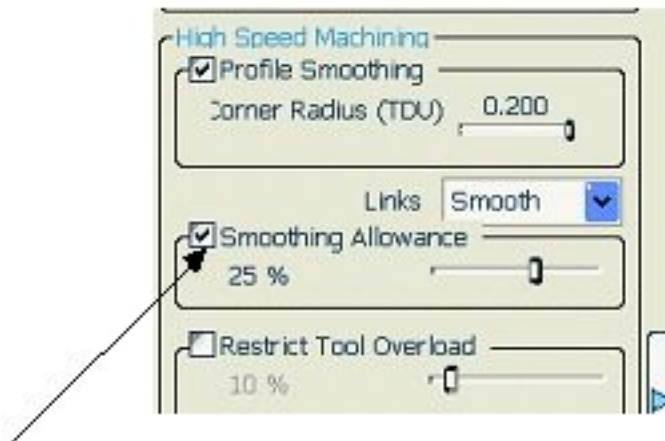 High Speed Machining
Profile Smoothing
Corner Radius (TDU) 0.200
Links Smooth
Smoothing Allowance
25 %
Restrict Tool Overload
10 %